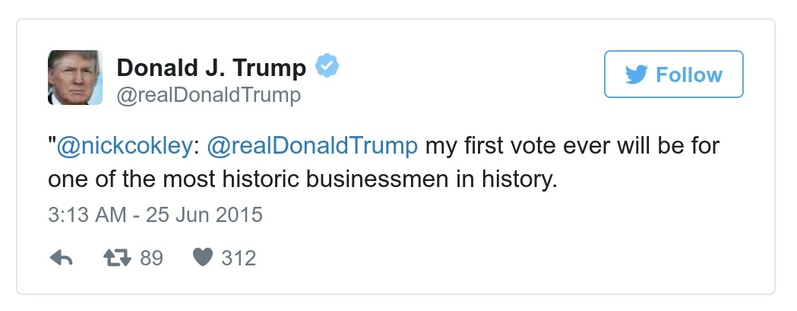 Donald J. Trump
@realDonaldTrump
Follow
"@nickcokley: @realDonaldTrump my first vote ever will be for
one of the most historic businessmen in history.
3:13 AM - 25 Jun 2015
89 312